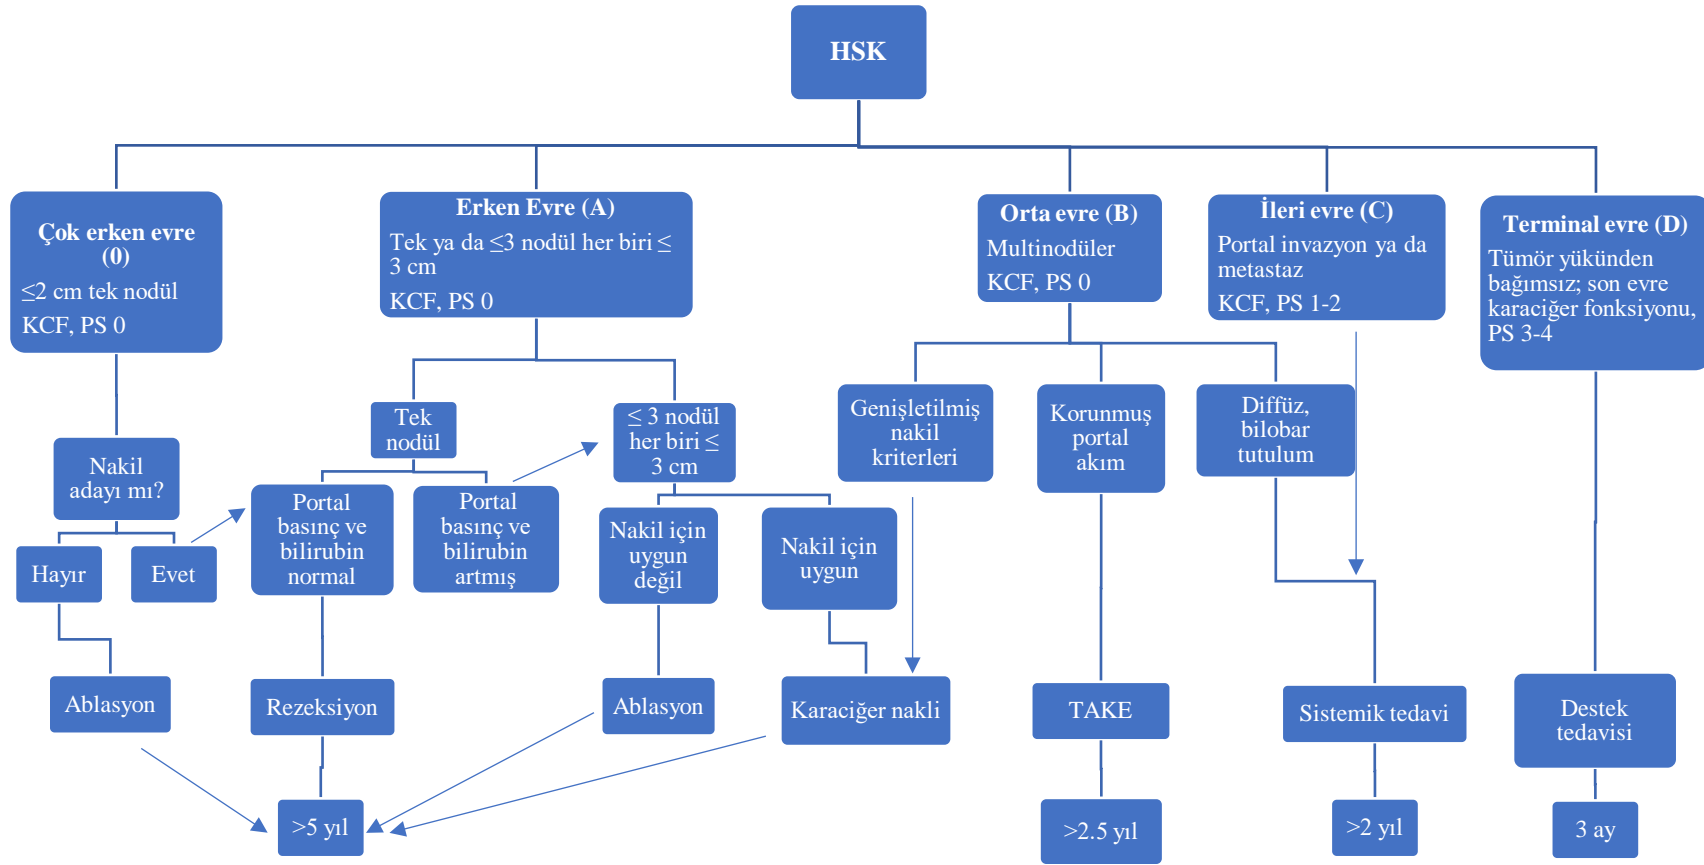 HSK
Çok erken evre
(0)
≤2 cm tek nodül
KCF, PS 0
Erken Evre (A)
Tek ya da ≤3 nodül her biri ≤
3 cm
KCF, PS 0
Orta evre (B)
Multinodüler
KCF, PS 0
İleri evre (C)
Portal invazyon ya da
metastaz
KCF, PS 1-2
Terminal evre (D)
Tümör yükünden
bağımsız; son evre
karaciğer fonksiyonu,
PS 3-4
Nakil
adayı mı?
Hayır
Evet
Tek
nodül
≤ 3 nodül
her biri ≤
3 cm
Portal
basınç ve
bilirubin
normal
Portal
basınç ve
bilirubin
artmış
Nakil için
uygun
değil
Nakil için
uygun
Genişletilmiş
nakil
kriterleri
Korunmuş
portal
akım
Diffüz,
bilobar
tutulum
Ablasyon
Rezeksiyon
Ablasyon
Karaciğer nakli
TAKE
Sistemik tedavi
Destek
tedavisi
>5 yıl
>2.5 yıl
>2 yıl
3 ay